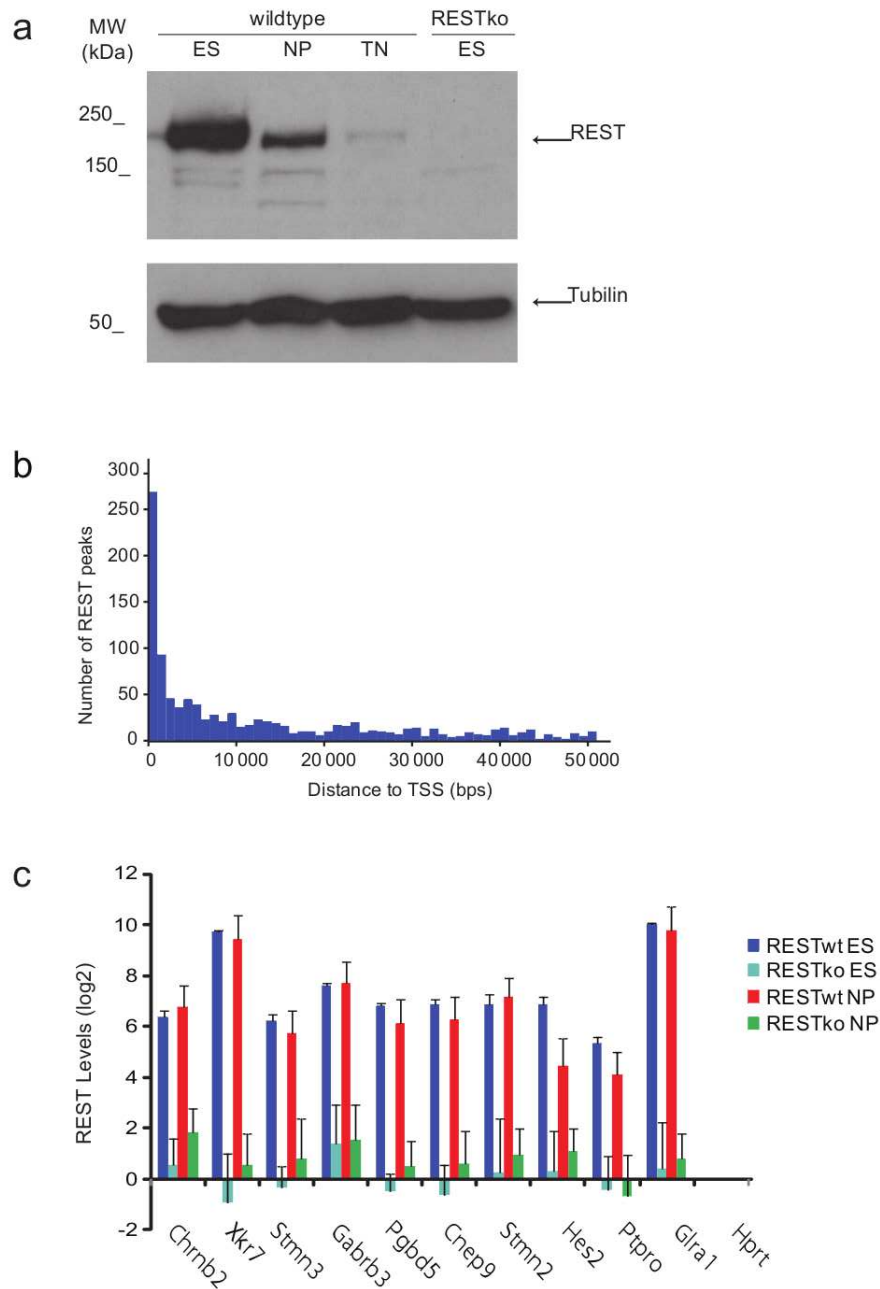 a
MW
(kDa)
wildtype
RESTko
ES
NP
TN
ES
250_
150_
REST
50_
Tubilin
b
Number of REST peaks
300
250
200
150
100
50
0
0
10 000
20 000
30 000
40 000
50 000
Distance to TSS (bps)
c
REST Levels (log2)
12
10
8
6
4
2
0
-2
RESTwt ES
RESTko ES
RESTwt NP
RESTko NP
Chrnb2
Xkr7
Stmn3
Gabrb3
Pgbd5
Cnep9
Stmn2
Hes2
Ptpro
Glra1
Hprt